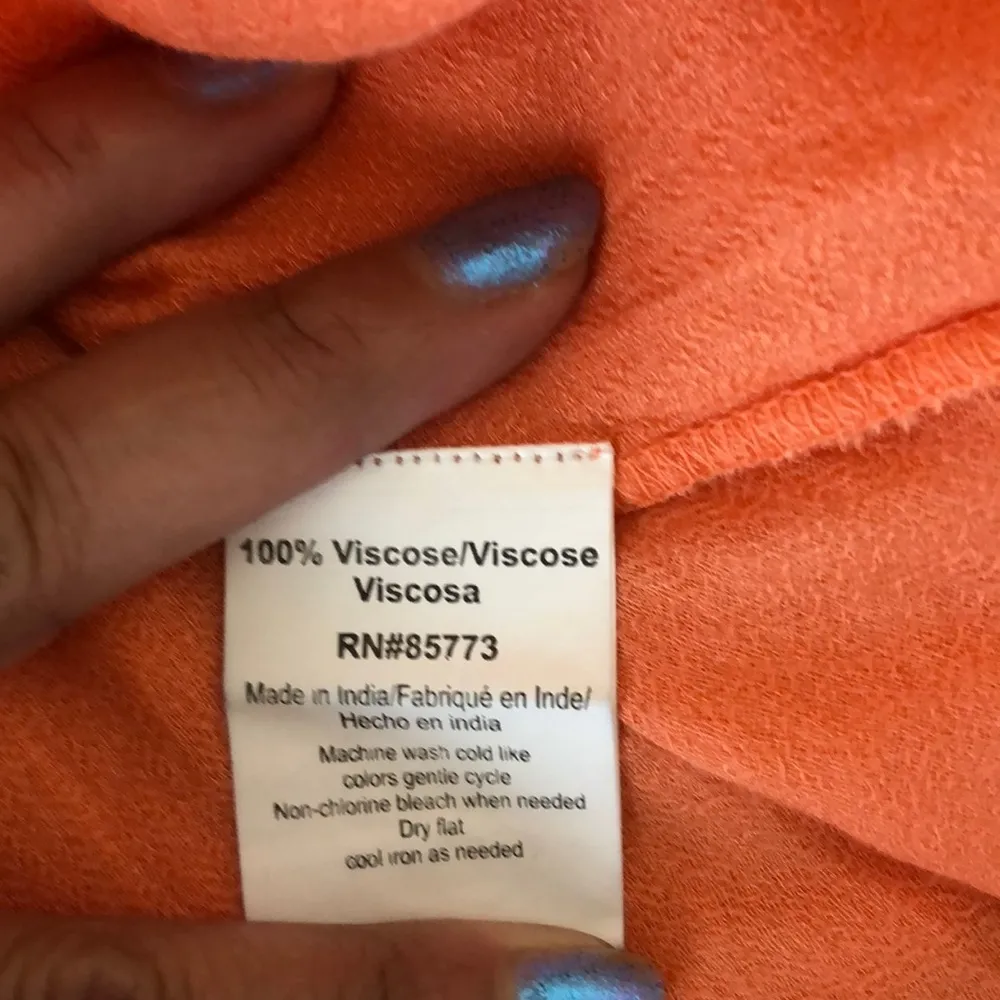 100% Viscose/Viscose
Viscosa
RN#85773
Made in India/Fabriqué en Inde/
Hecho en india
Machine wash cold like
colors gentle cycle
Non-chlorine bleach when needed
Dry flat
cool iron as needed